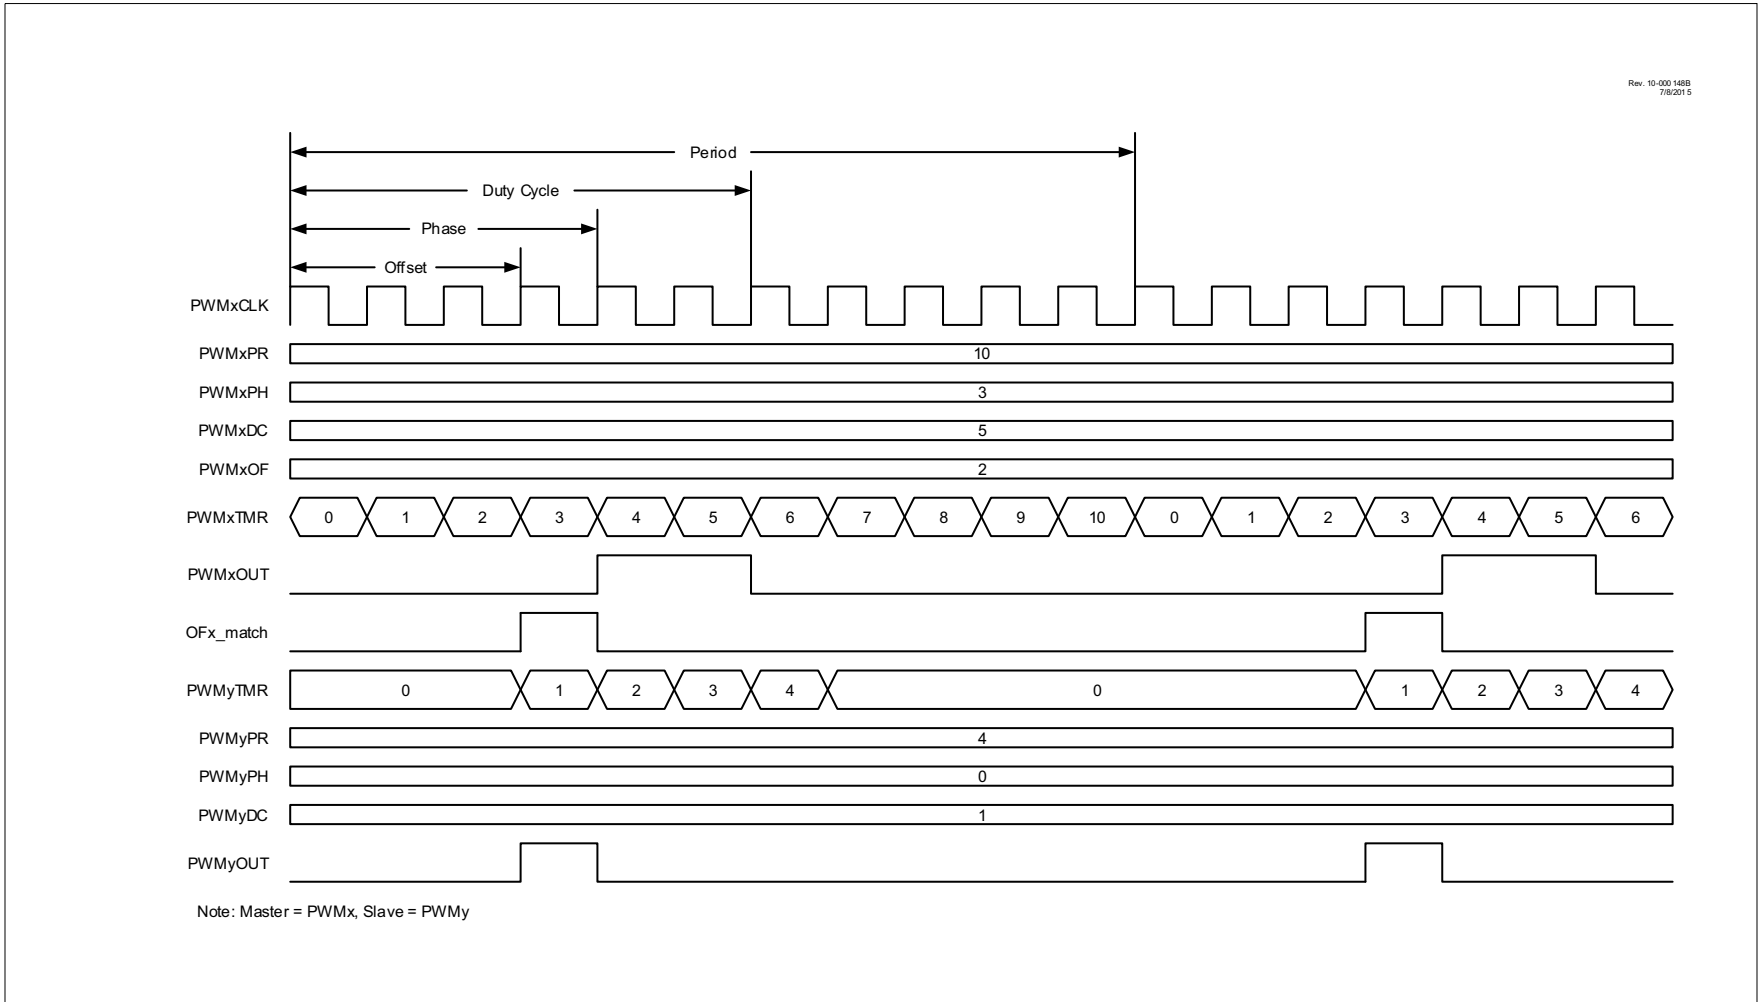 Rev. 10-000 148B
7/8/201 5
Period
Duty Cycle
Phase
Offset
PWMxCLK
PWMxPR 10
PWMxPH 3
PWMxDC 5
PWMxOF 2
PWMxTMR 0 1 2 3 4 5 6 7 8 9 10 0 1 2 3 4 5 6
PWMxOUT
OFx_match
PWMyTMR 0 1 2 3 4 0 1 2 3 4
PWMyPR 4
PWMyPH 0
PWMyDC 1
PWMyOUT
Note: Master = PWMx, Slave = PWMy